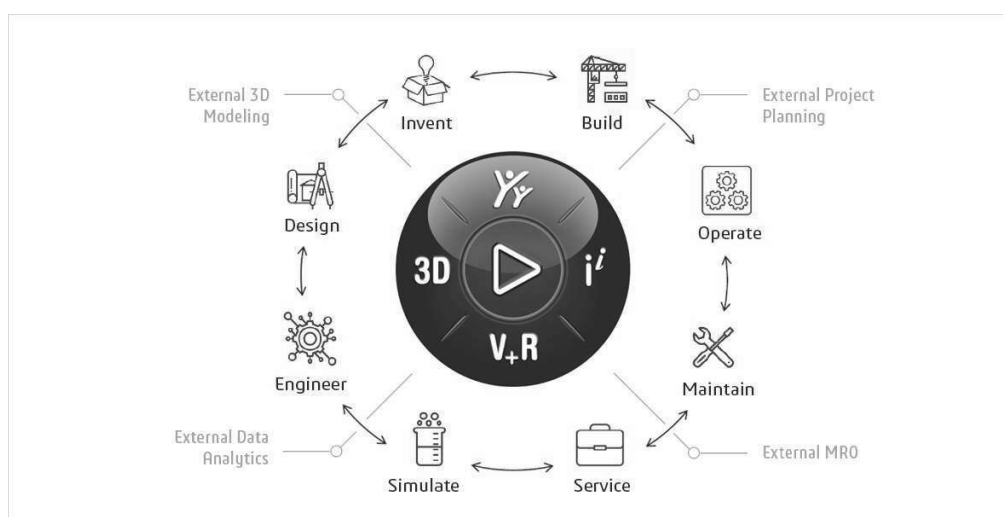 External 3D
Modeling
Invent
Build
External Project
Planning
Design
Operate
3D
i i
V+R
Engineer
Maintain
External Data
Analytics
Simulate
Service
External MRO